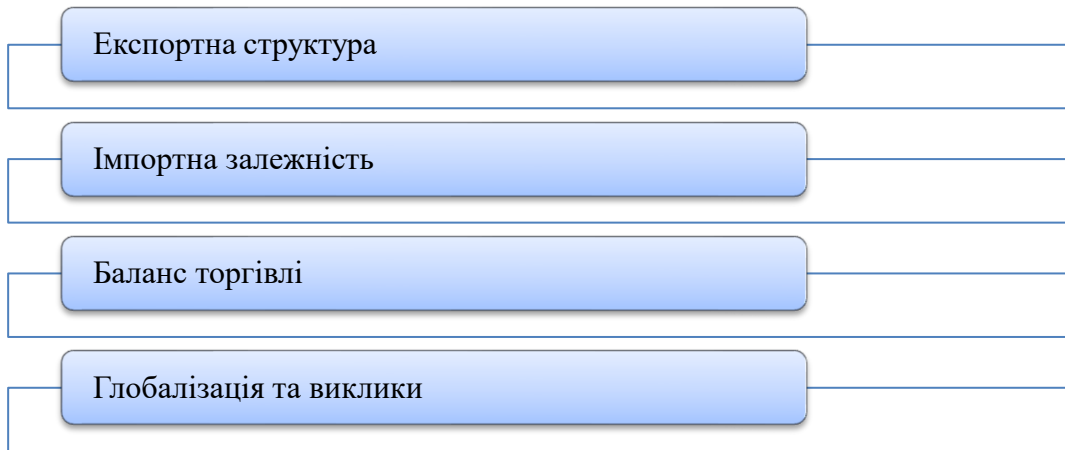 Експортна структура
Імпортна залежність
Баланс торгівлі
Глобалізація та виклики